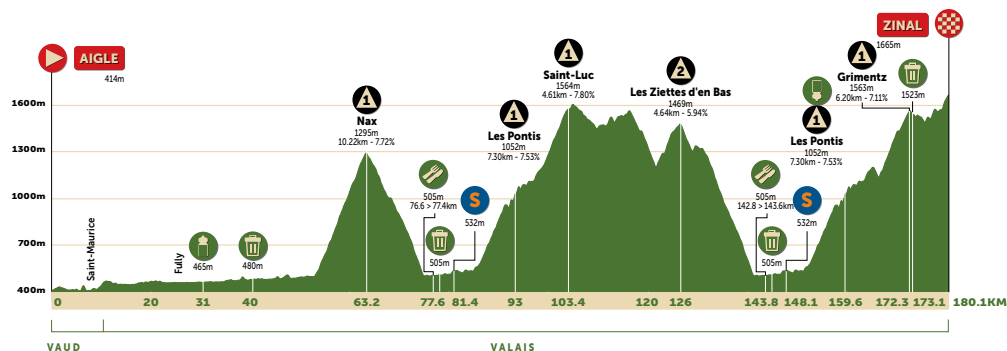 AIGLE
414m
ZINAL
1665m
1
Nax
1295m
10.22km - 7.72%
1
Les Pontis
1052m
7.30km - 7.53%
1
Saint-Luc
1564m
4.61km - 7.80%
2
Les Ziettes d'en Bas
1469m
4.64km - 5.94%
1
Les Pontis
1052m
7.30km - 7.53%
1
Grimentz
1563m
6.20km - 7.11%
1523m
1600m
1300m
1000m
700m
400m
Saint-Maurice
Fully
465m
480m
505m
76.6 > 77.4km
505m
S
532m
505m
142.8 > 143.6km
505m
S
532m
0
20
31
40
63.2
77.6
81.4
93
103.4
120
126
143.8
148.1
159.6
172.3
173.1
180.1KM
VAUD
VALAIS